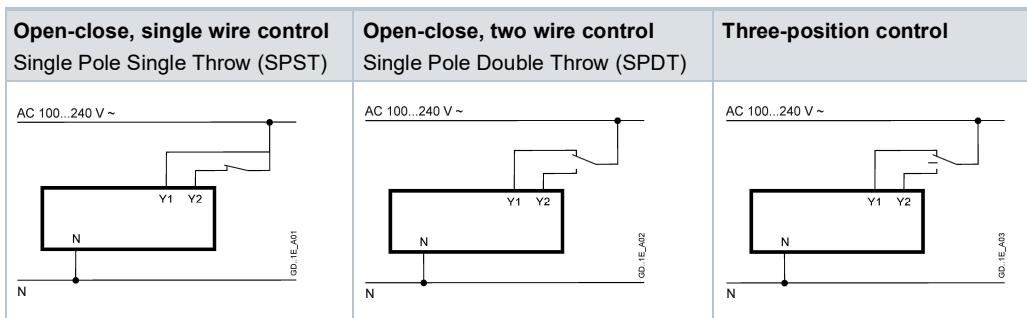 Open-close, single wire control
Single Pole Single Throw (SPST)
Open-close, two wire control
Single Pole Double Throw (SPDT)
Three-position control
AC 100...240 V ~
Y1 Y2
N
GD..1E_A01
N
AC 100...240 V ~
Y1 Y2
N
GD..1E_A02
N
AC 100...240 V ~
Y1 Y2
N
GD..1E_A03
N